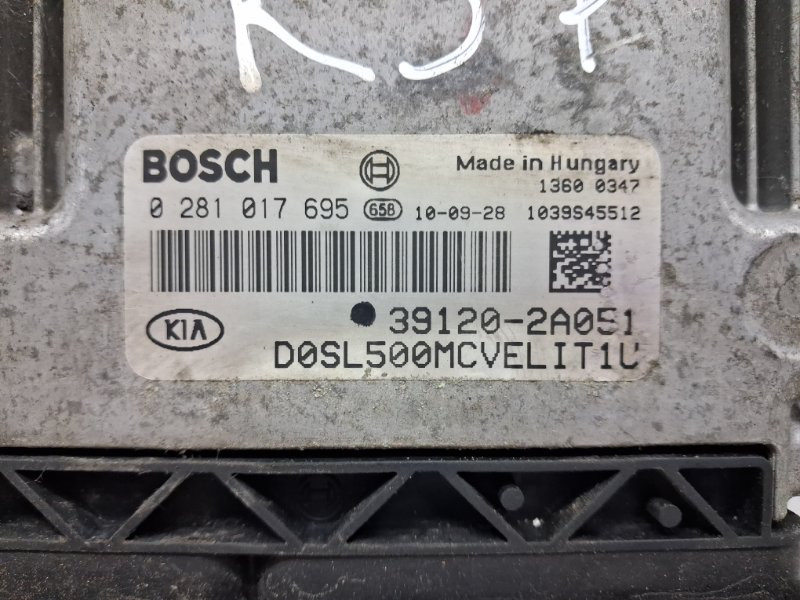 BOSCH Made in Hungary
1360 0347
0 281 017 695 658 10-09-28 1039S45512
KIA 39120-2A051
D0SL500MCVELIT1U